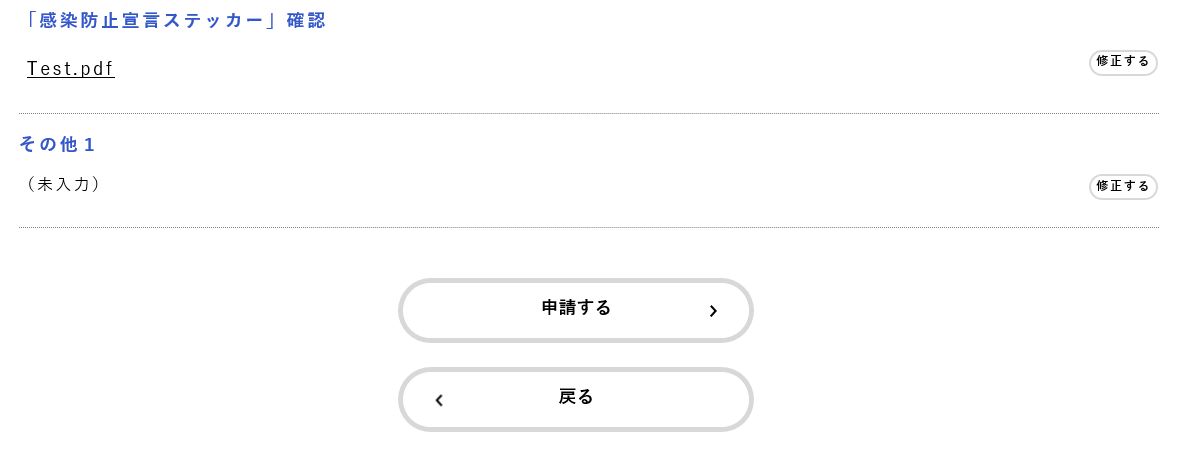 「感染防止宣言ステッカー」確認
Test.pdf
修正する
その他１
（未入力）
修正する
申請する
戻る